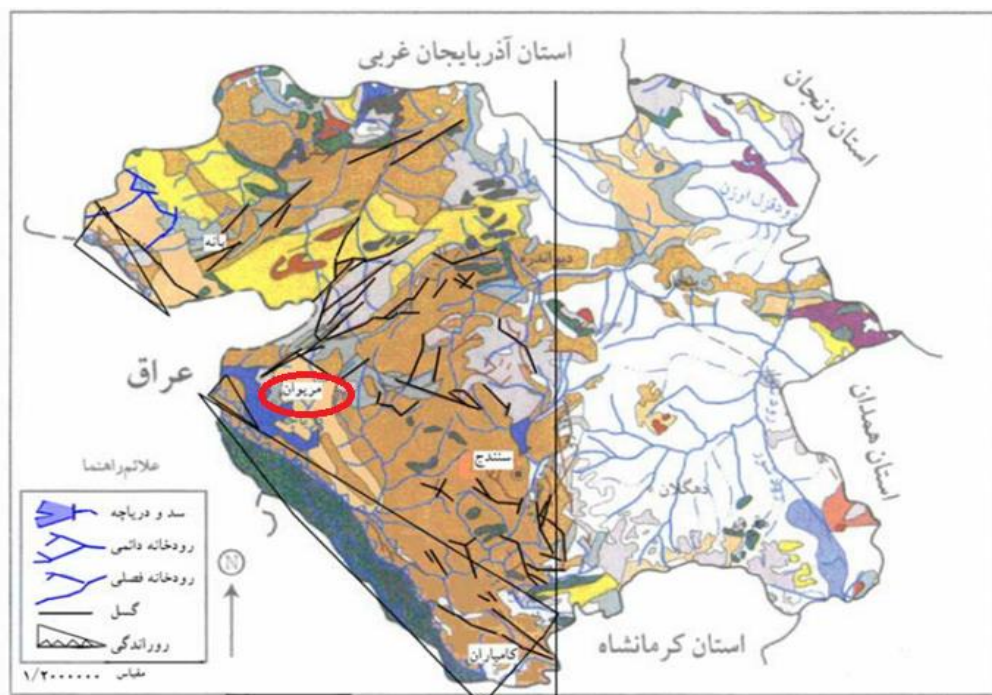 استان آذربایجان غربی
استان زنجان
رودقزل اوزن
بانه
دیواندره
عراق
مریوان
استان همدان
سنندج
دهگلان
علائم راهنما
سد و دریاچه
رودخانه دائمی
رودخانه فصلی
گسل
روراندگی
مقیاس ۱/۲۰۰۰۰۰۰
N
کامیاران
استان کرمانشاه